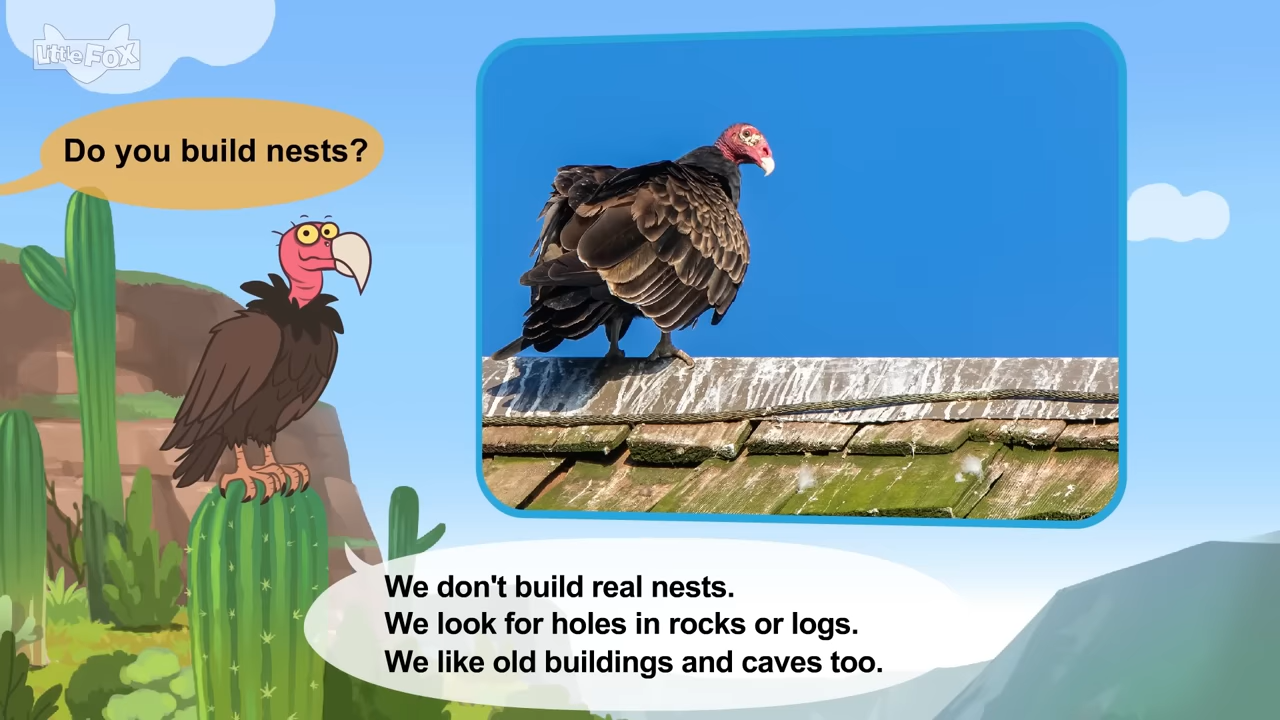 Little Fox
Do you build nests?
We don't build real nests.
We look for holes in rocks or logs.
We like old buildings and caves too.